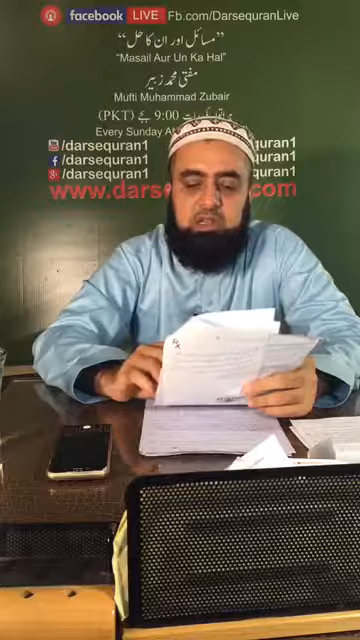 facebook LIVE Fb.com/DarsequranLive
”مسائل اور ان کا حل“
"Masail Aur Un Ka Hal"
مفتی محمد زبیر
Mufti Muhammad Zubair
9:00 بجے (PKT)
Every Sunday At
/darsequran1 quran1
/darsequran1 quran1
/darsequran1 quran1
www.dars com
Rx